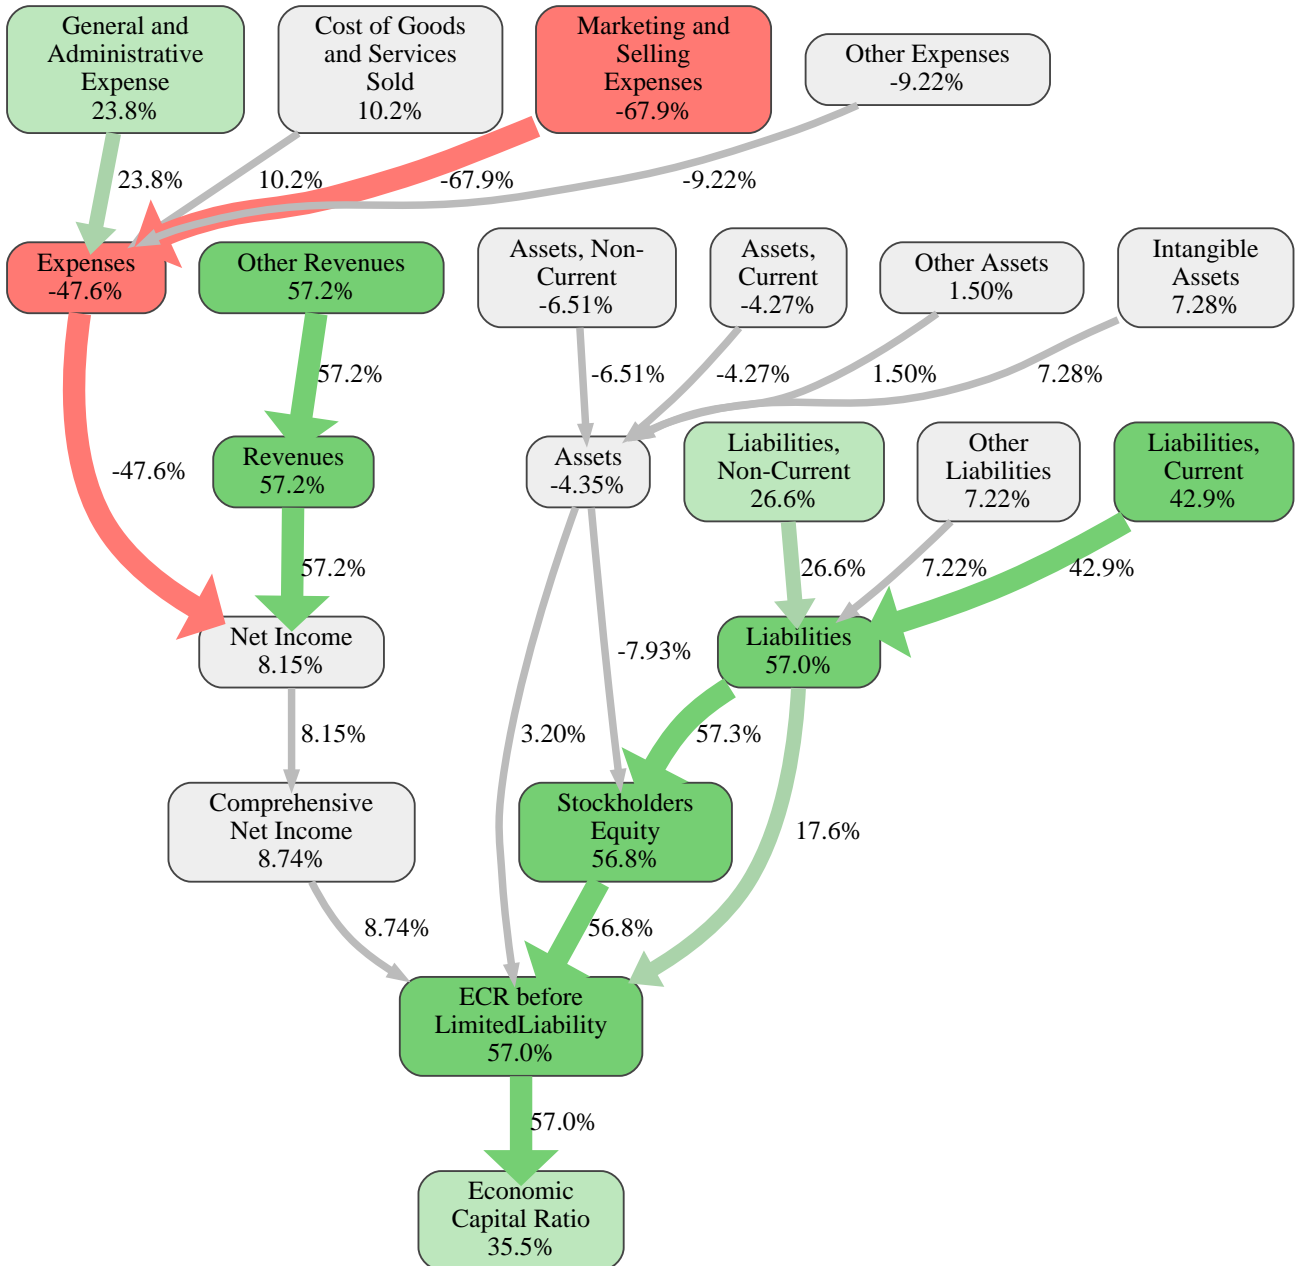 General and
Administrative
Expense
23.8%
Cost of Goods
and Services
Sold
10.2%
Marketing and
Selling
Expenses
-67.9%
Other Expenses
-9.22%
23.8%
10.2%
-67.9%
-9.22%
Expenses
-47.6%
Other Revenues
57.2%
Assets, Non-
Current
-6.51%
Assets,
Current
-4.27%
Other Assets
1.50%
Intangible
Assets
7.28%
57.2%
-6.51%
-4.27%
1.50%
7.28%
-47.6%
Revenues
57.2%
Assets
-4.35%
Liabilities,
Non-Current
26.6%
Other
Liabilities
7.22%
Liabilities,
Current
42.9%
57.2%
26.6%
7.22%
42.9%
Net Income
8.15%
-7.93%
Liabilities
57.0%
8.15%
3.20%
57.3%
Comprehensive
Net Income
8.74%
Stockholders
Equity
56.8%
17.6%
8.74%
56.8%
ECR before
LimitedLiability
57.0%
57.0%
Economic
Capital Ratio
35.5%